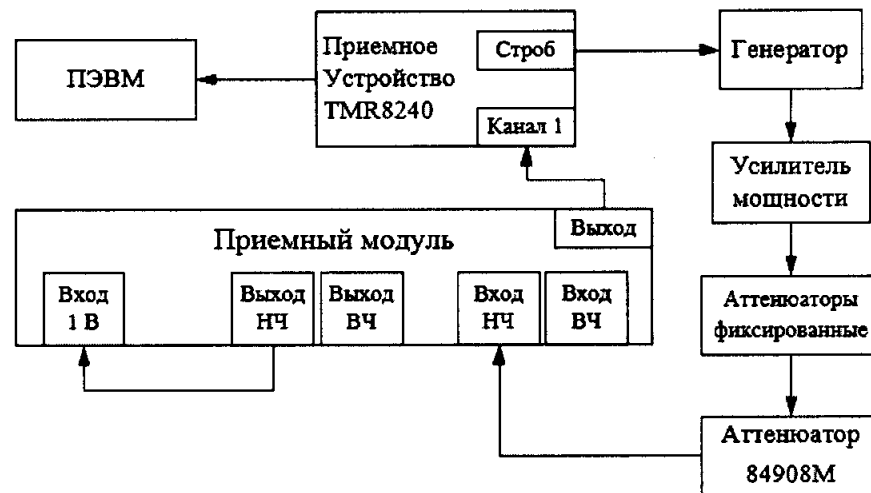 ПЭВМ
Приемное
Устройство
TMR8240
Строб
Канал 1
Генератор
Усилитель
мощности
Приемный модуль
Выход
Вход
1 В
Выход
НЧ
Выход
ВЧ
Вход
НЧ
Вход
ВЧ
Аттенюаторы
фиксированные
Аттенюатор
84908М